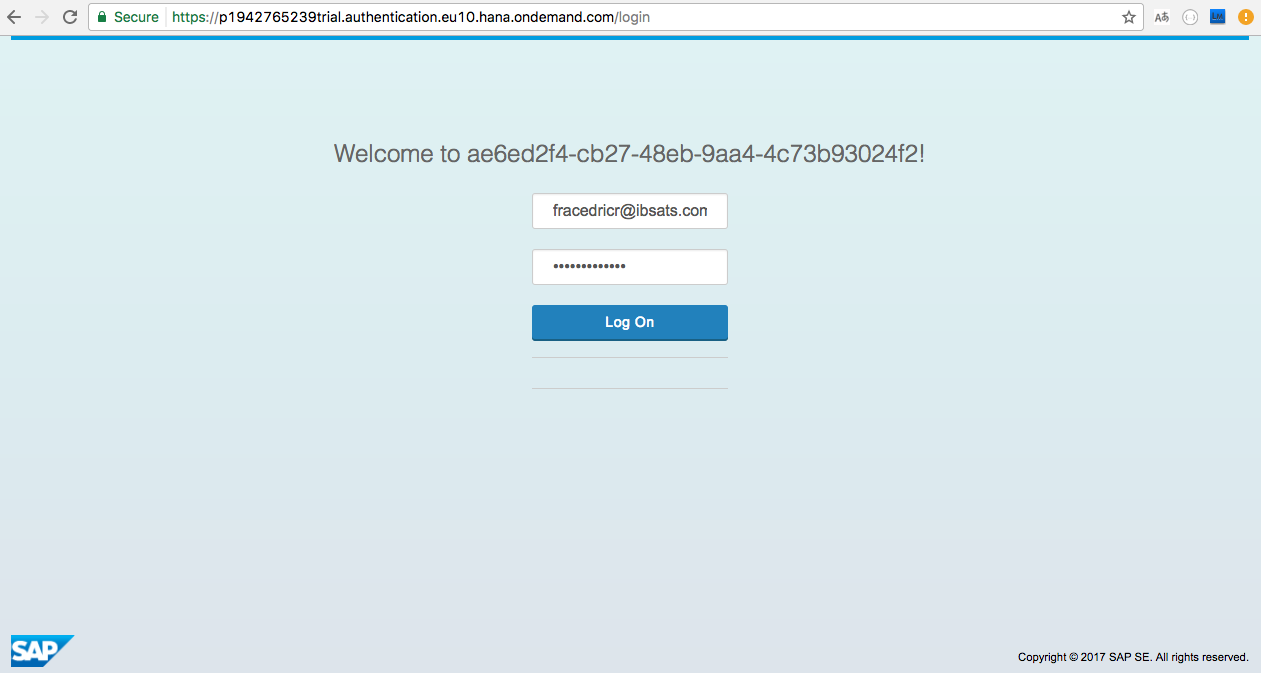 Secure https://p1942765239trial.authentication.eu10.hana.ondemand.com/login
Welcome to ae6ed2f4-cb27-48eb-9aa4-4c73b93024f2!
fracedricr@ibsats.com
•••••••••••••
Log On
SAP
Copyright © 2017 SAP SE. All rights reserved.